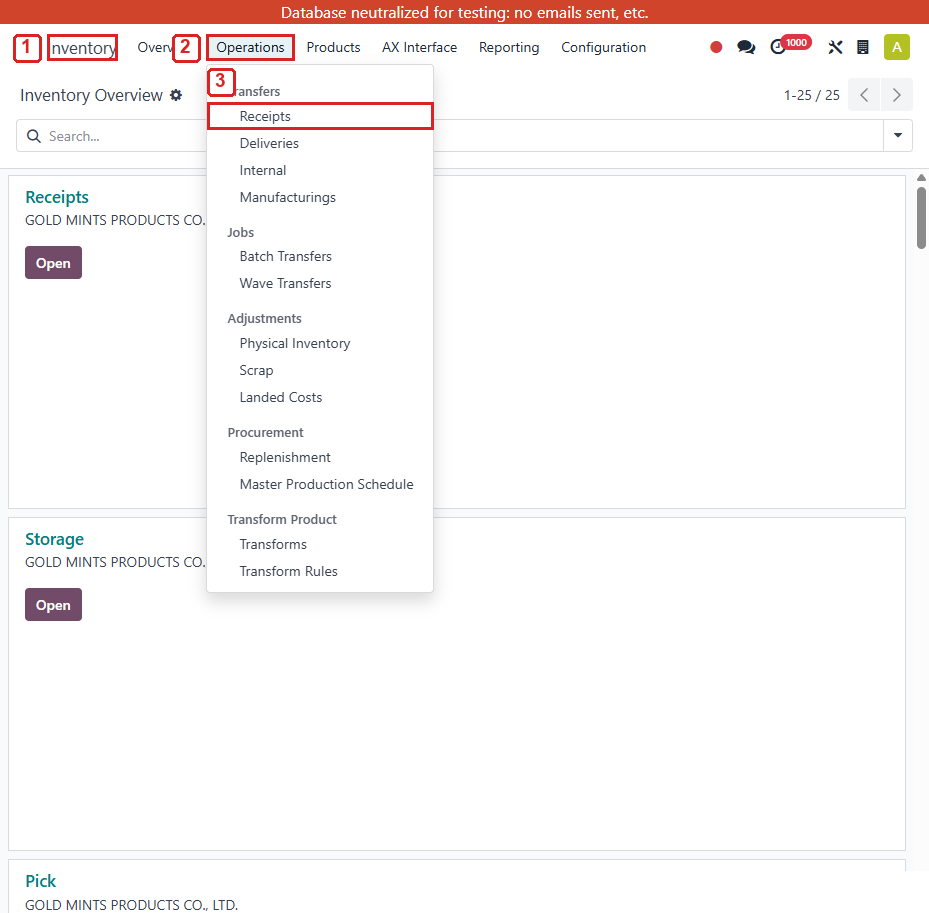 Database neutralized for testing: no emails sent, etc.
1 nventory Overv 2 Operations Products AX Interface Reporting Configuration 1000 A
3 ransfers
Inventory Overview 1-25 / 25
Receipts
Search...
Deliveries
Internal
Manufacturings
Jobs
Batch Transfers
Wave Transfers
Adjustments
Physical Inventory
Scrap
Landed Costs
Procurement
Replenishment
Master Production Schedule
Transform Product
Transforms
Transform Rules
Receipts
GOLD MINTS PRODUCTS CO.
Open
Storage
GOLD MINTS PRODUCTS CO.
Open
Pick
GOLD MINTS PRODUCTS CO., LTD.